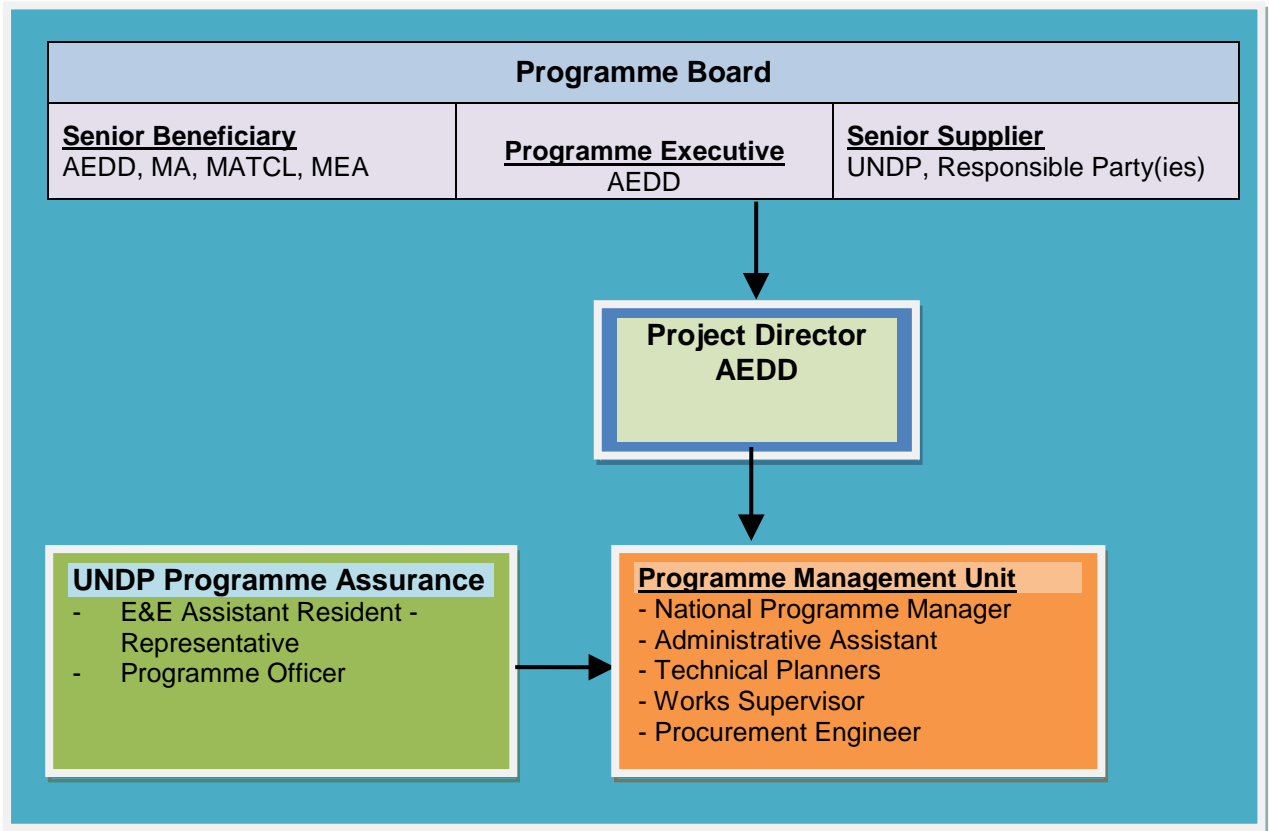 Programme Board
Senior Beneficiary
AEDD, MA, MATCL, MEA
Programme Executive
AEDD
Senior Supplier
UNDP, Responsible Party(ies)
Project Director
AEDD
UNDP Programme Assurance
- E&E Assistant Resident -
Representative
- Programme Officer
Programme Management Unit
- National Programme Manager
- Administrative Assistant
- Technical Planners
- Works Supervisor
- Procurement Engineer